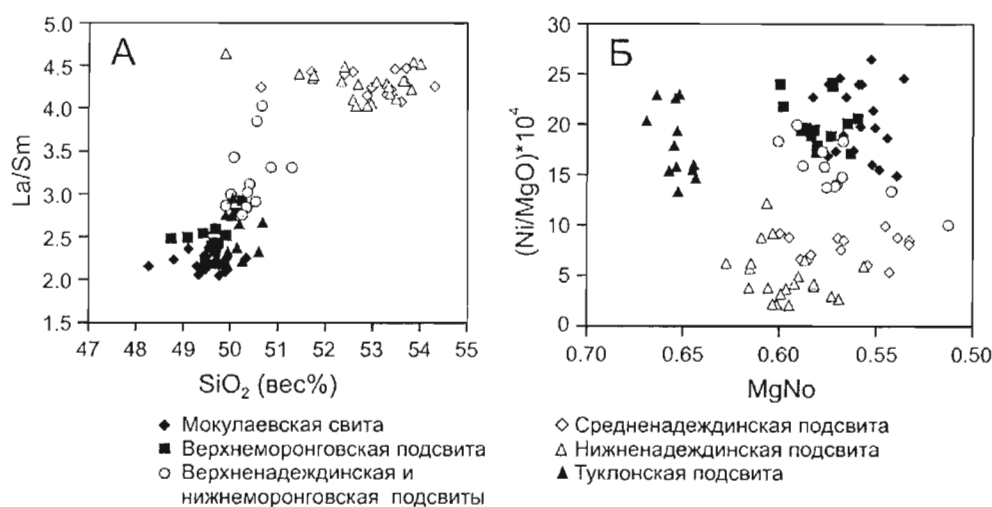 А
5.0
4.5
4.0
3.5
3.0
2.5
2.0
1.5
La/Sm
47 48 49 50 51 52 53 54 55
SiO₂ (вес%)
Б
30
25
20
15
10
5
0
(Ni/MgO)*10⁴
0.70 0.65 0.60 0.55 0.50
MgNo
Мокулаевская свита
Верхнеморонговская подсвита
Верхненадеждинская и
нижнеморонговская подсвиты
Средненадеждинская подсвита
Нижненадеждинская подсвита
Туклонская подсвита